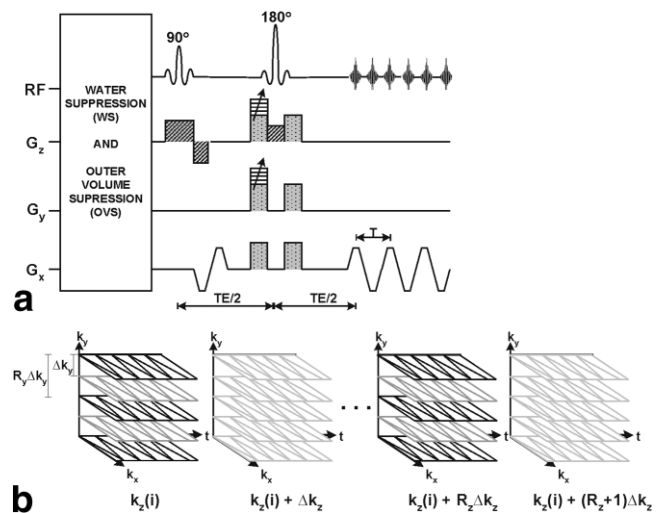 90° 180°
RF
WATER
SUPPRESSION
(WS)
AND
OUTER
VOLUME
SUPRESSION
(OVS)
Gz
Gy
Gx
T
TE/2 TE/2
a
ky ky ky ky
RyΔky Δky
t t ... t t
kx kx kx kx
kz(i) kz(i) + Δkz kz(i) + RzΔkz kz(i) + (Rz+1)Δkz
b